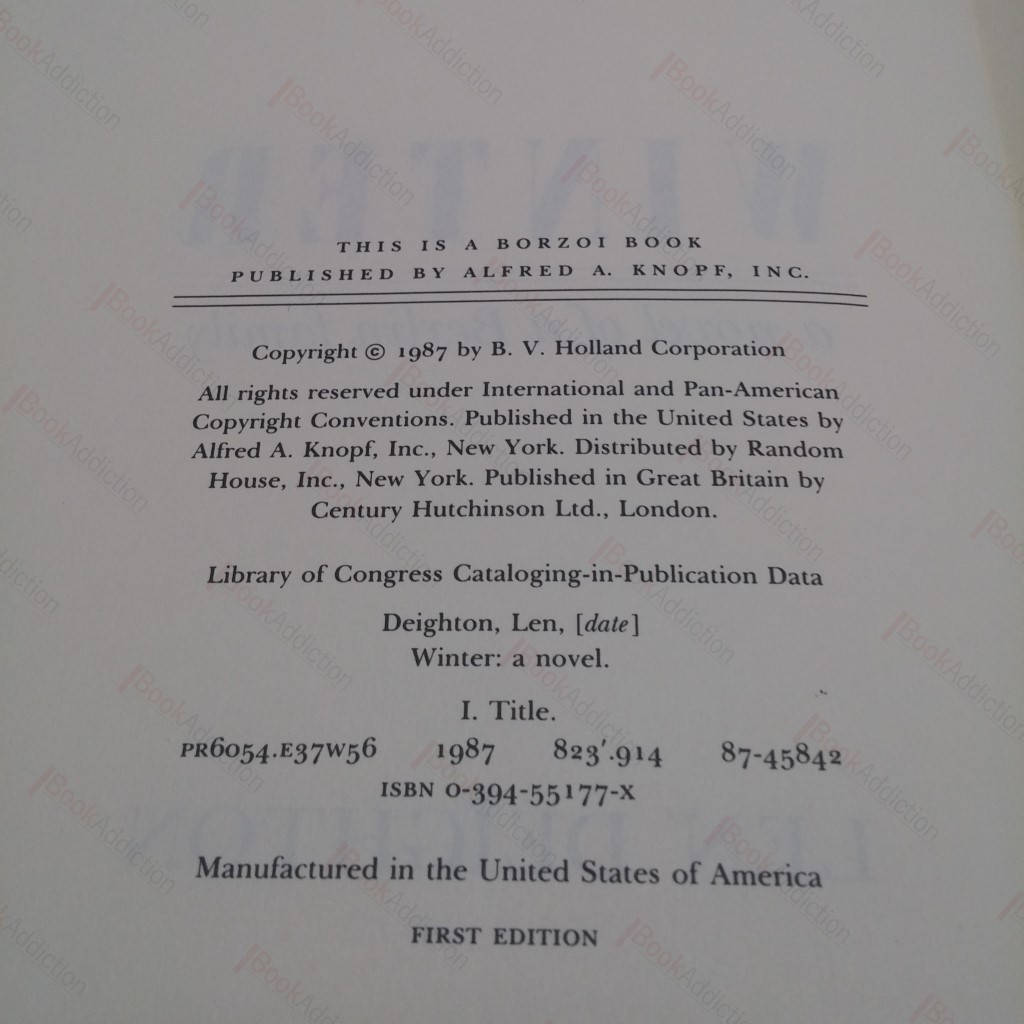 THIS IS A BORZOI BOOK
PUBLISHED BY ALFRED A. KNOPF, INC.
Copyright © 1987 by B. V. Holland Corporation
All rights reserved under International and Pan-American
Copyright Conventions. Published in the United States by
Alfred A. Knopf, Inc., New York. Distributed by Random
House, Inc., New York. Published in Great Britain by
Century Hutchinson Ltd., London.
Library of Congress Cataloging-in-Publication Data
Deighton, Len, [date]
Winter: a novel.
I. Title.
PR6054.E37W56 1987 823'.914 87-45842
ISBN 0-394-55177-X
Manufactured in the United States of America
FIRST EDITION